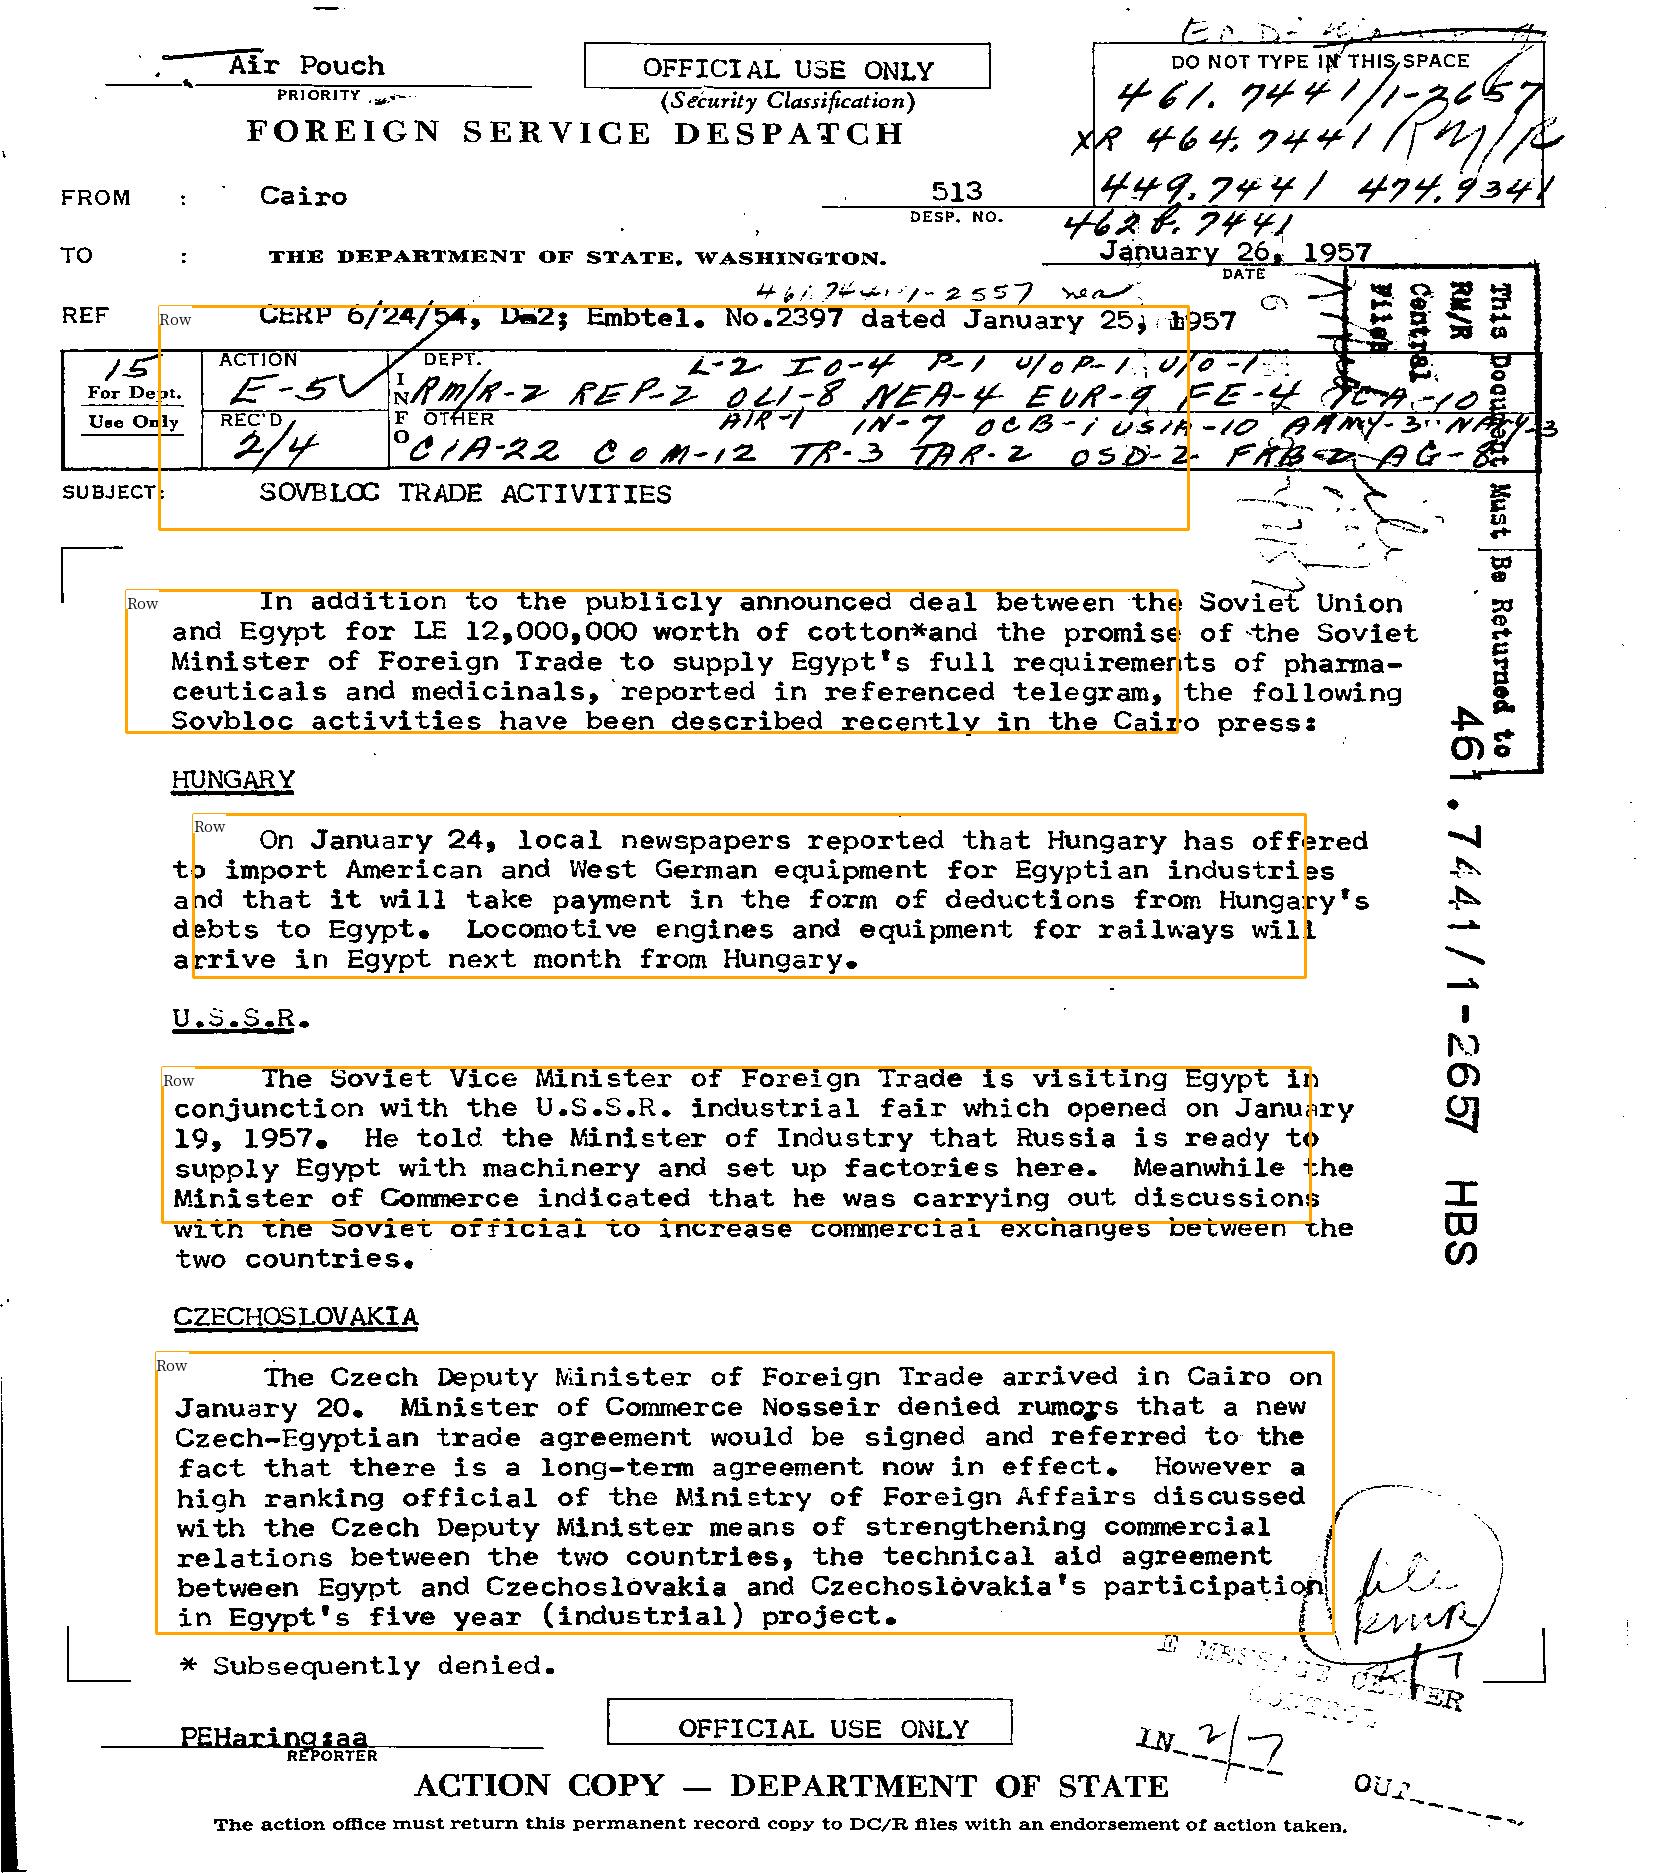 Air Pouch
PRIORITY
OFFICIAL USE ONLY
(Security Classification)
DO NOT TYPE IN THIS SPACE
461.7441/1-2657
XR 464.7441 RM/R
449.7441 474.9341
462B.7441
FOREIGN SERVICE DESPATCH
FROM : Cairo
513
DESP. NO.
TO : THE DEPARTMENT OF STATE, WASHINGTON.
January 26, 1957
DATE
REF
Row
CERP 6/24/54, D-2; Embtel. No.2397 dated January 25, 1957
15
For Dept.
Use Only
ACTION
E-5
REC'D
2/4
INFO
DEPT.
L-2 IO-4 P-1 U/OP-1 U/O-1
RM/R-2 REP-2 OLI-8 NEA-4 EUR-9 FE-4 ICA-10
OTHER
AIR-1 IN-7 OCB-1 USIA-10 ARMY-3 NAVY-3
CIA-22 COM-12 TR-3 TAR-2 OSD-2 FRB-2 AG-8
SUBJECT: SOVBLOC TRADE ACTIVITIES
This Document Must Be Returned to
RM/R
Central
Files
Row
In addition to the publicly announced deal between the Soviet Union
and Egypt for LE 12,000,000 worth of cotton*and the promise of the Soviet
Minister of Foreign Trade to supply Egypt's full requirements of pharma-
ceuticals and medicinals, reported in referenced telegram, the following
Sovbloc activities have been described recently in the Cairo press:
HUNGARY
Row
On January 24, local newspapers reported that Hungary has offered
to import American and West German equipment for Egyptian industries
and that it will take payment in the form of deductions from Hungary's
debts to Egypt. Locomotive engines and equipment for railways will
arrive in Egypt next month from Hungary.
U.S.S.R.
Row
The Soviet Vice Minister of Foreign Trade is visiting Egypt in
conjunction with the U.S.S.R. industrial fair which opened on January
19, 1957. He told the Minister of Industry that Russia is ready to
supply Egypt with machinery and set up factories here. Meanwhile the
Minister of Commerce indicated that he was carrying out discussions
with the Soviet official to increase commercial exchanges between the
two countries.
461.7441/1-2657 HBS
CZECHOSLOVAKIA
Row
The Czech Deputy Minister of Foreign Trade arrived in Cairo on
January 20. Minister of Commerce Nosseir denied rumors that a new
Czech-Egyptian trade agreement would be signed and referred to the
fact that there is a long-term agreement now in effect. However a
high ranking official of the Ministry of Foreign Affairs discussed
with the Czech Deputy Minister means of strengthening commercial
relations between the two countries, the technical aid agreement
between Egypt and Czechoslovakia and Czechoslovakia's participation
in Egypt's five year (industrial) project.
file
RMR
2/7
* Subsequently denied.
E MESSAGE CENTER
CONTROL
IN 2/7
OUT
PEHaring:aa
REPORTER
OFFICIAL USE ONLY
ACTION COPY — DEPARTMENT OF STATE
The action office must return this permanent record copy to DC/R files with an endorsement of action taken.